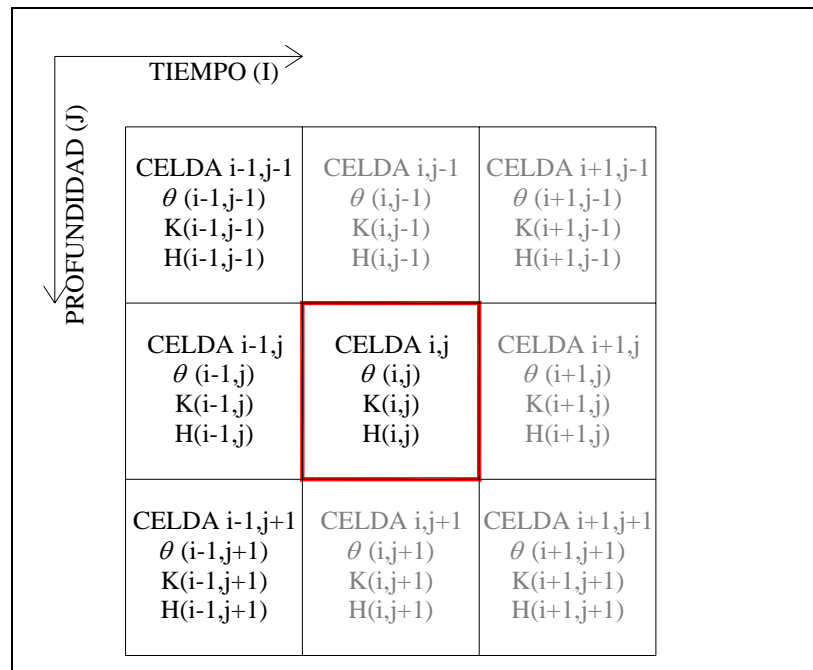 TIEMPO (I)
PROFUNDIDAD (J)
CELDA i-1,j-1
θ (i-1,j-1)
K(i-1,j-1)
H(i-1,j-1)
CELDA i,j-1
θ (i,j-1)
K(i,j-1)
H(i,j-1)
CELDA i+1,j-1
θ (i+1,j-1)
K(i+1,j-1)
H(i+1,j-1)
CELDA i-1,j
θ (i-1,j)
K(i-1,j)
H(i-1,j)
CELDA i,j
θ (i,j)
K(i,j)
H(i,j)
CELDA i+1,j
θ (i+1,j)
K(i+1,j)
H(i+1,j)
CELDA i-1,j+1
θ (i-1,j+1)
K(i-1,j+1)
H(i-1,j+1)
CELDA i,j+1
θ (i,j+1)
K(i,j+1)
H(i,j+1)
CELDA i+1,j+1
θ (i+1,j+1)
K(i+1,j+1)
H(i+1,j+1)